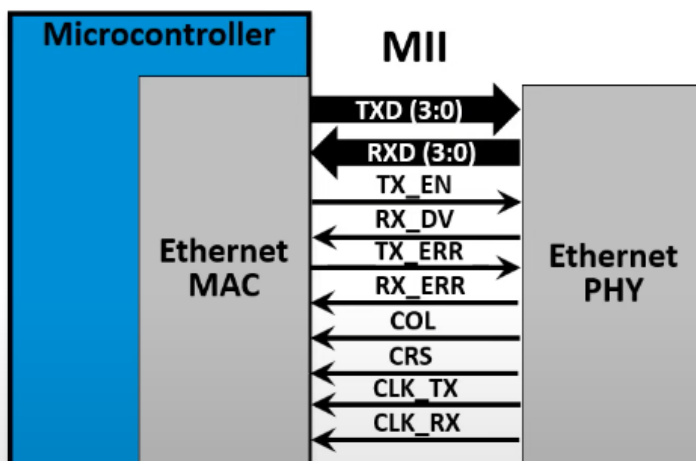 Microcontroller
MII
TXD (3:0)
RXD (3:0)
TX_EN
RX_DV
TX_ERR
RX_ERR
COL
CRS
CLK_TX
CLK_RX
Ethernet
MAC
Ethernet
PHY